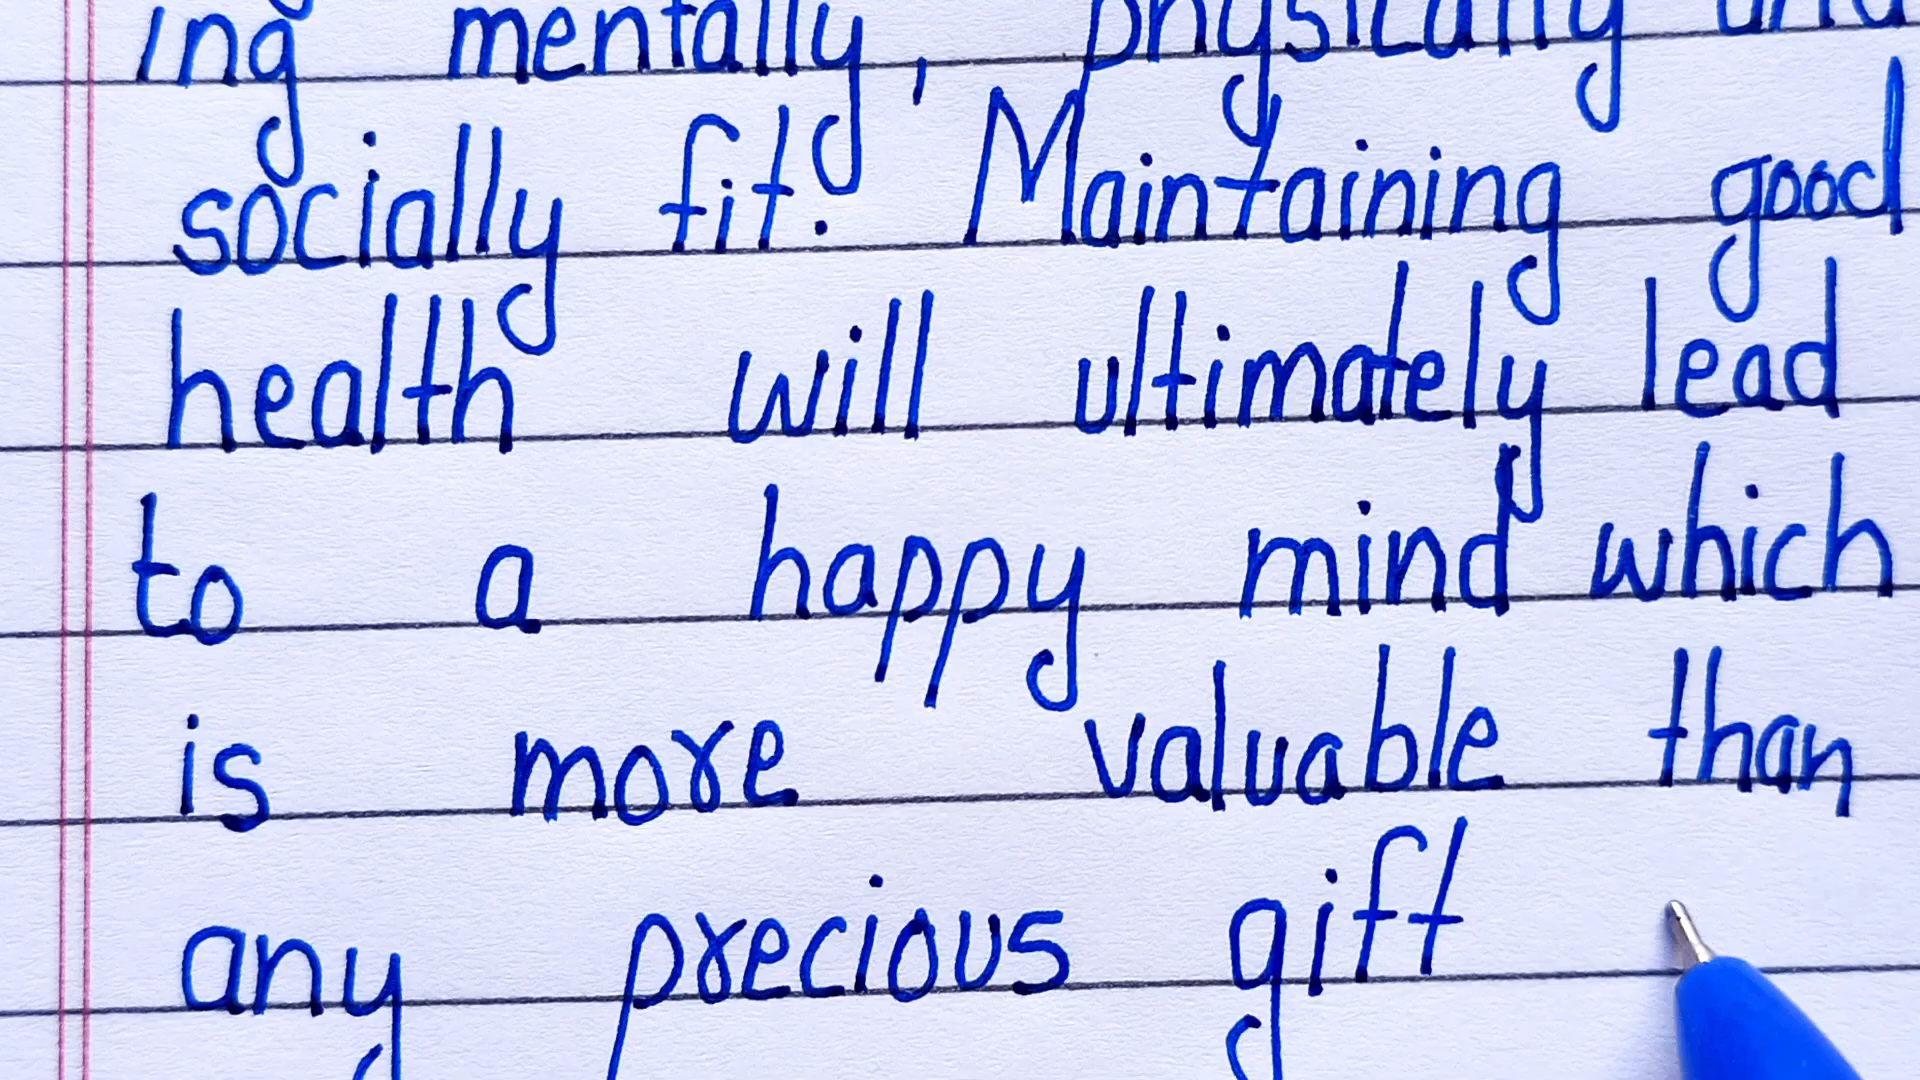 ing mentally, physically and
socially fit. Maintaining good
health will ultimately lead
to a happy mind which
is more valuable than
any precious gift